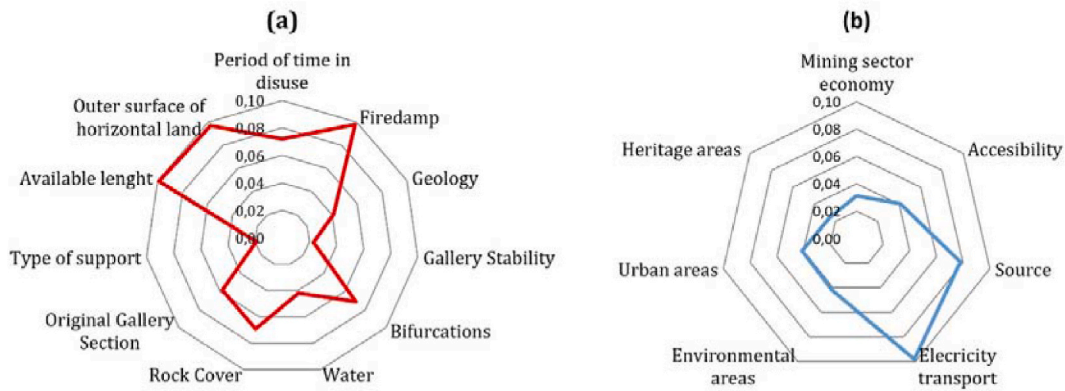 (a)
Period of time in
disuse
Outer surface of
horizontal land
Firedamp
Available lenght
Geology
Type of support
Gallery Stability
Original Gallery
Section
Bifurcations
Rock Cover
Water
0,10
0,08
0,06
0,04
0,02
0,00
(b)
Mining sector
economy
Heritage areas
Accesibility
Urban areas
Source
Environmental
areas
Elecricity
transport
0,10
0,08
0,06
0,04
0,02
0,00